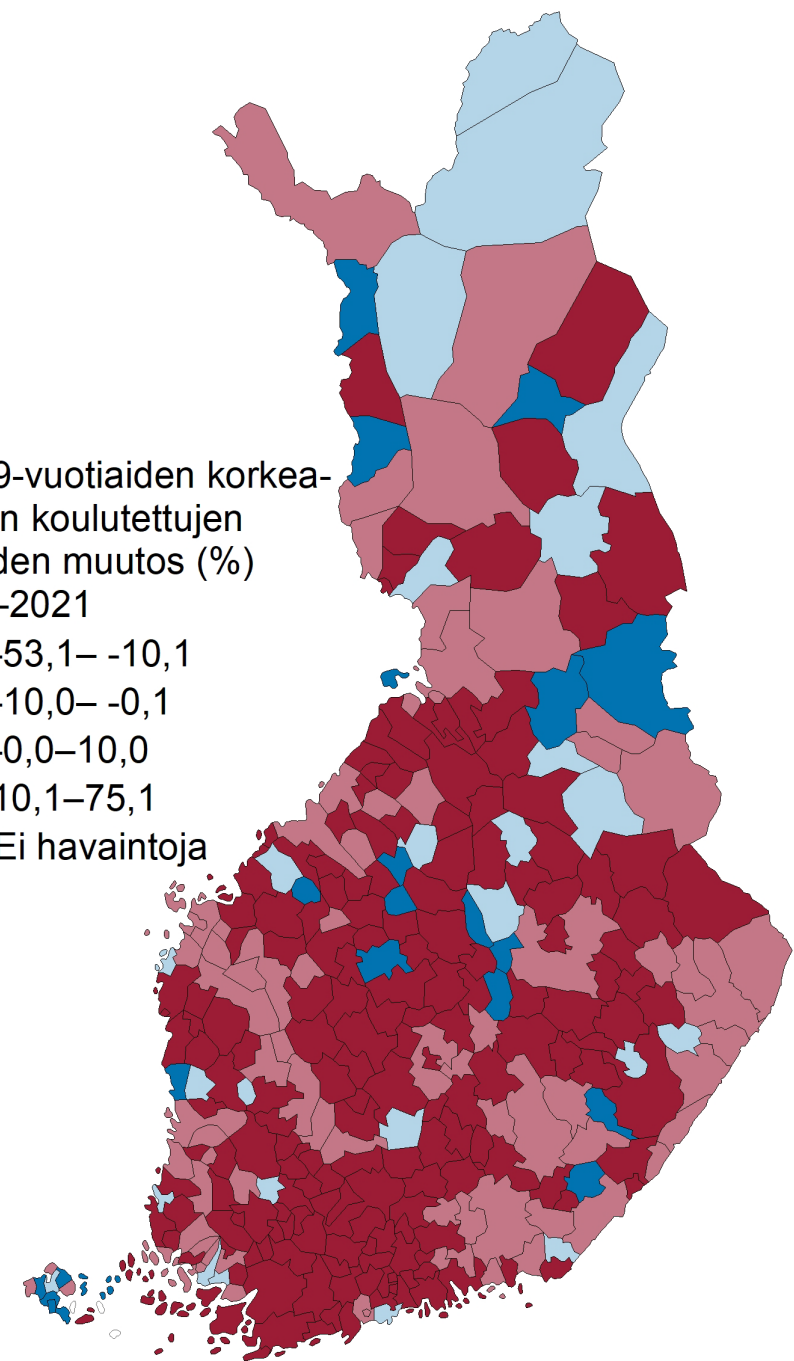 9-vuotiaiden korkea-
n koulutettujen
den muutos (%)
-2021
-53,1– -10,1
-10,0– -0,1
-0,0–10,0
10,1–75,1
Ei havaintoja